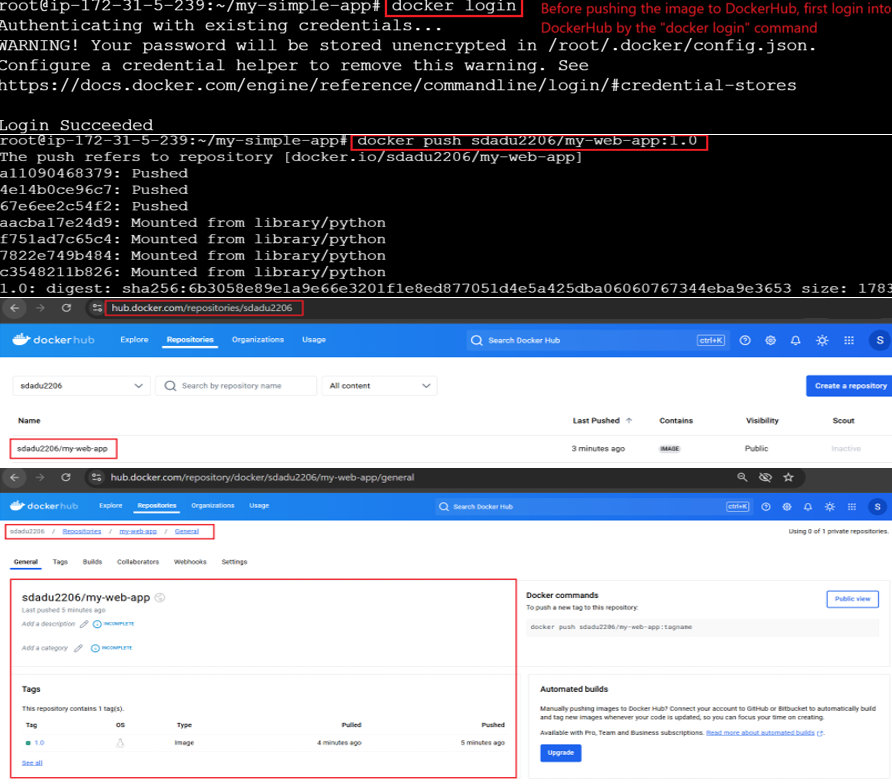 root@ip-172-31-5-239:~/my-simple-app# docker login
Before pushing the image to DockerHub, first login into
DockerHub by the "docker login" command
Authenticating with existing credentials...
WARNING! Your password will be stored unencrypted in /root/.docker/config.json.
Configure a credential helper to remove this warning. See
https://docs.docker.com/engine/reference/commandline/login/#credential-stores
Login Succeeded
root@ip-172-31-5-239:~/my-simple-app# docker push sdadu2206/my-web-app:1.0
The push refers to repository [docker.io/sdadu2206/my-web-app]
a11090468379: Pushed
4e14b0ce96c7: Pushed
67e6ee2c54f2: Pushed
aacba17e24d9: Mounted from library/python
f751ad7c65c4: Mounted from library/python
7822e749b484: Mounted from library/python
c3548211b826: Mounted from library/python
1.0: digest: sha256:6b3058e89e1a9e66e3201f1e8ed877051d4e5a425dba06060767344eba9e3653 size: 1783
hub.docker.com/repositories/sdadu2206
dockerhub Explore Repositories Organizations Usage Search Docker Hub ctrl+K S
sdadu2206 Search by repository name All content Create a repository
Name Last Pushed ↑ Contains Visibility Scout
sdadu2206/my-web-app 3 minutes ago IMAGE Public Inactive
hub.docker.com/repository/docker/sdadu2206/my-web-app/general
dockerhub Explore Repositories Organizations Usage Search Docker Hub ctrl+K S
sdadu2206 / Repositories / my-web-app / General Using 0 of 1 private repositories.
General Tags Builds Collaborators Webhooks Settings
sdadu2206/my-web-app
Last pushed 5 minutes ago
Add a description INCOMPLETE
Add a category INCOMPLETE
Docker commands
Public view
To push a new tag to this repository:
docker push sdadu2206/my-web-app:tagname
Tags
This repository contains 1 tag(s).
Tag OS Type Pulled Pushed
1.0 Image 4 minutes ago 5 minutes ago
See all
Automated builds
Manually pushing images to Docker Hub? Connect your account to GitHub or Bitbucket to automatically build
and tag new images whenever your code is updated, so you can focus your time on creating.
Available with Pro, Team and Business subscriptions. Read more about automated builds
Upgrade